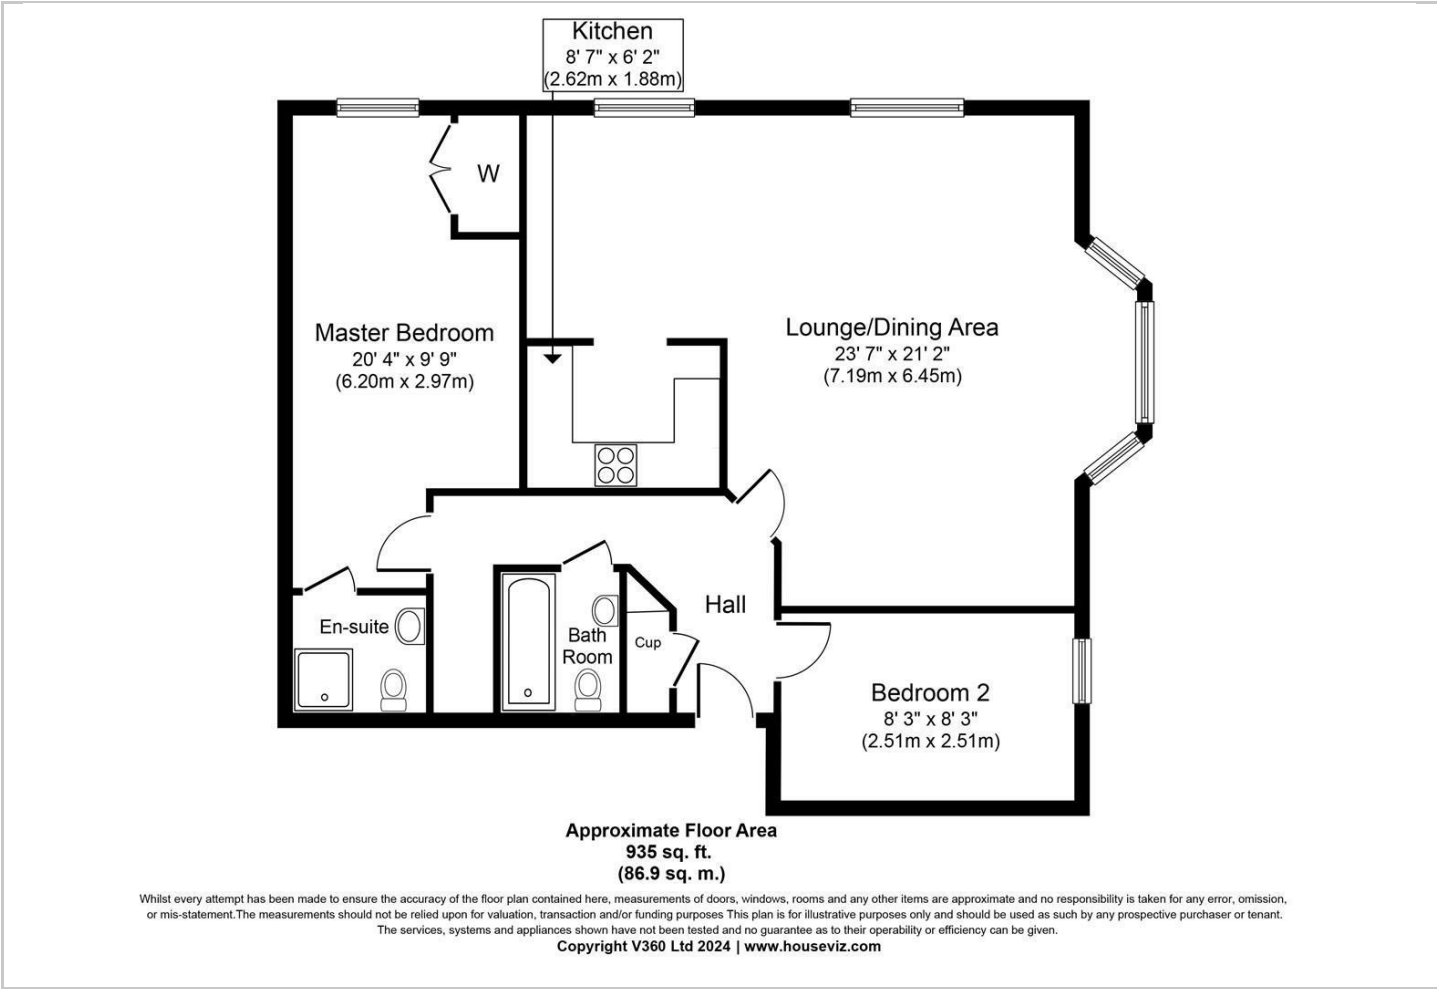 Kitchen
8' 7" x 6' 2"
(2.62m x 1.88m)
W
Master Bedroom
20' 4" x 9' 9"
(6.20m x 2.97m)
Lounge/Dining Area
23' 7" x 21' 2"
(7.19m x 6.45m)
En-suite
Bath
Room
Cup
Hall
Bedroom 2
8' 3" x 8' 3"
(2.51m x 2.51m)
Approximate Floor Area
935 sq. ft.
(86.9 sq. m.)
Whilst every attempt has been made to ensure the accuracy of the floor plan contained here, measurements of doors, windows, rooms and any other items are approximate and no responsibility is taken for any error, omission,
or mis-statement.The measurements should not be relied upon for valuation, transaction and/or funding purposes This plan is for illustrative purposes only and should be used as such by any prospective purchaser or tenant.
The services, systems and appliances shown have not been tested and no guarantee as to their operability or efficiency can be given.
Copyright V360 Ltd 2024 | www.houseviz.com